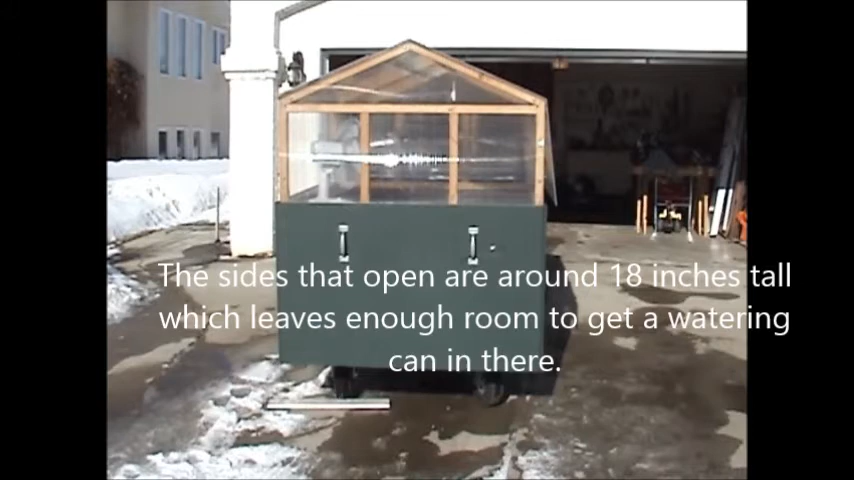 The sides that open are around 18 inches tall
which leaves enough room to get a watering
can in there.